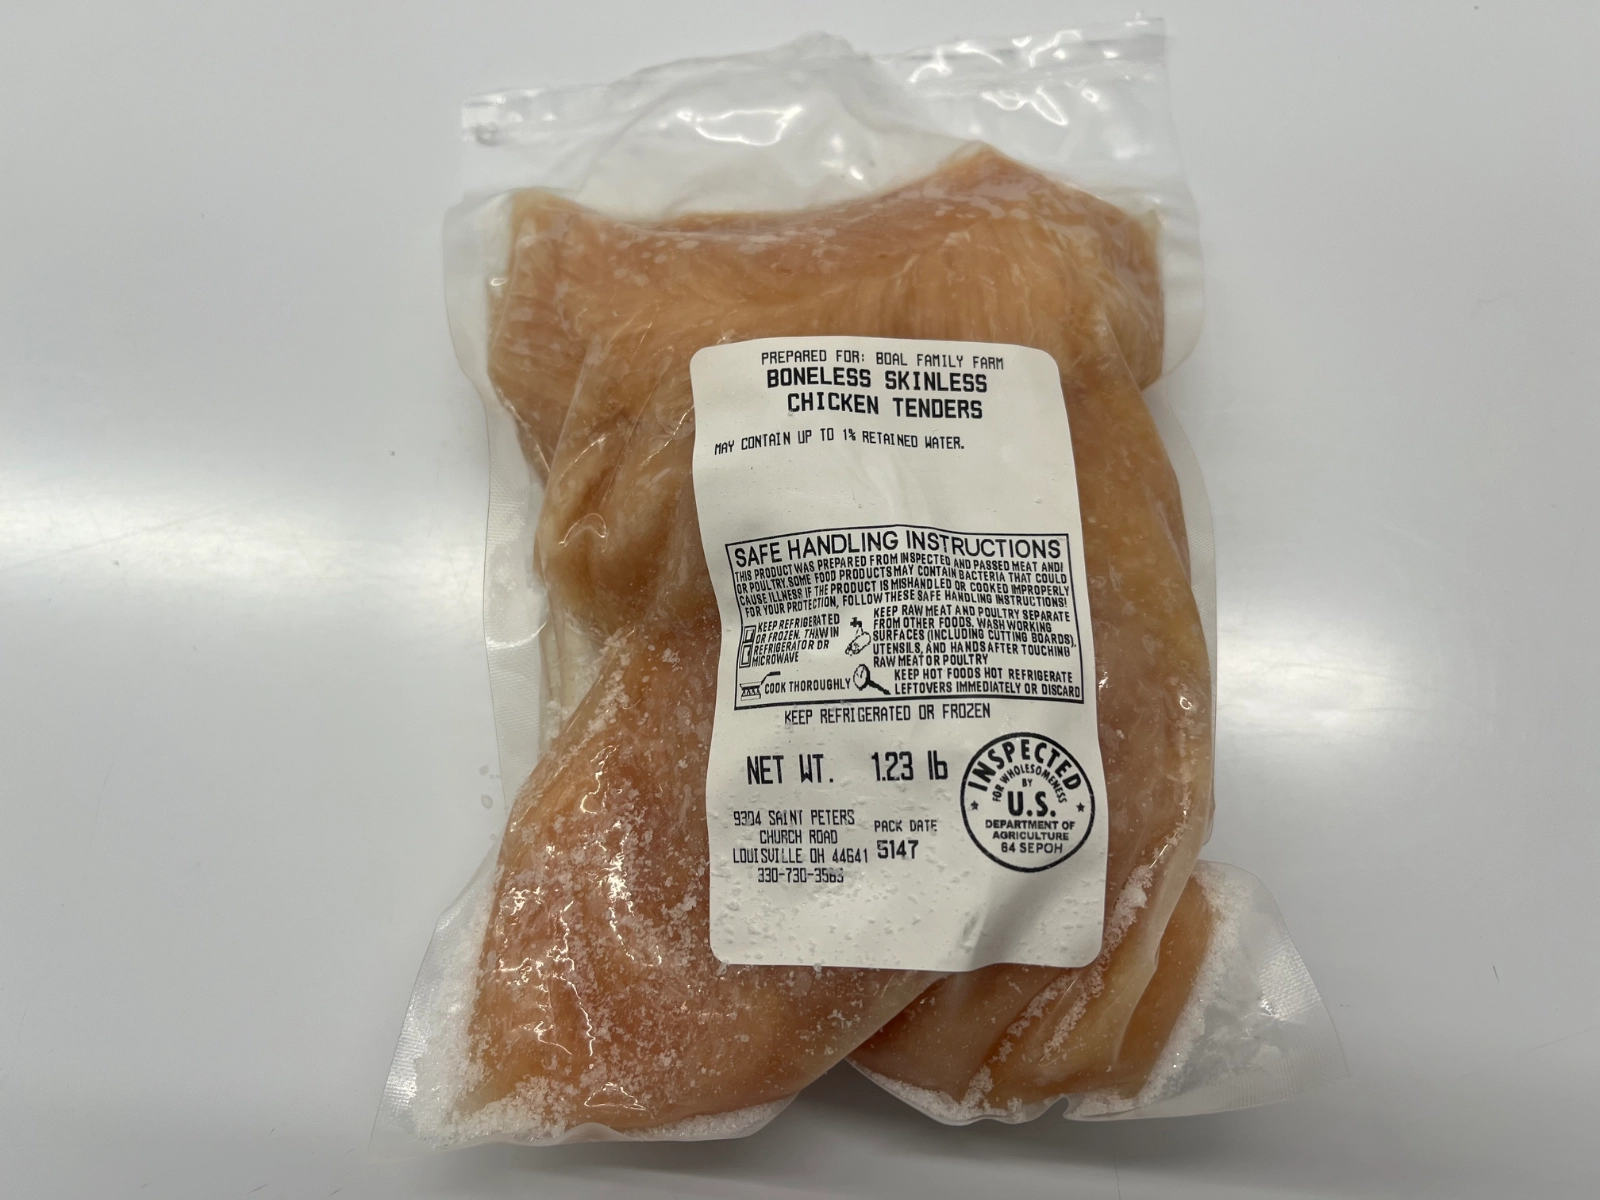 PREPARED FOR: BOAL FAMILY FARM
BONELESS SKINLESS
CHICKEN TENDERS
MAY CONTAIN UP TO 1% RETAINED WATER.
SAFE HANDLING INSTRUCTIONS
THIS PRODUCT WAS PREPARED FROM INSPECTED AND PASSED MEAT AND/
OR POULTRY. SOME FOOD PRODUCTS MAY CONTAIN BACTERIA THAT COULD
CAUSE ILLNESS IF THE PRODUCT IS MISHANDLED OR COOKED IMPROPERLY
FOR YOUR PROTECTION, FOLLOW THESE SAFE HANDLING INSTRUCTIONS!
KEEP REFRIGERATED
OR FROZEN. THAW IN
REFRIGERATOR OR
MICROWAVE
KEEP RAW MEAT AND POULTRY SEPARATE
FROM OTHER FOODS. WASH WORKING
SURFACES (INCLUDING CUTTING BOARDS),
UTENSILS, AND HANDS AFTER TOUCHING
RAW MEAT OR POULTRY
COOK THOROUGHLY
KEEP HOT FOODS HOT REFRIGERATE
LEFTOVERS IMMEDIATELY OR DISCARD
KEEP REFRIGERATED OR FROZEN
NET WT. 1.23 lb
INSPECTED
FOR WHOLESOMENESS
BY
U.S.
DEPARTMENT OF
AGRICULTURE
64 SEPOH
9304 SAINT PETERS
CHURCH ROAD
LOUISVILLE OH 44641
330-730-3563
PACK DATE
5147